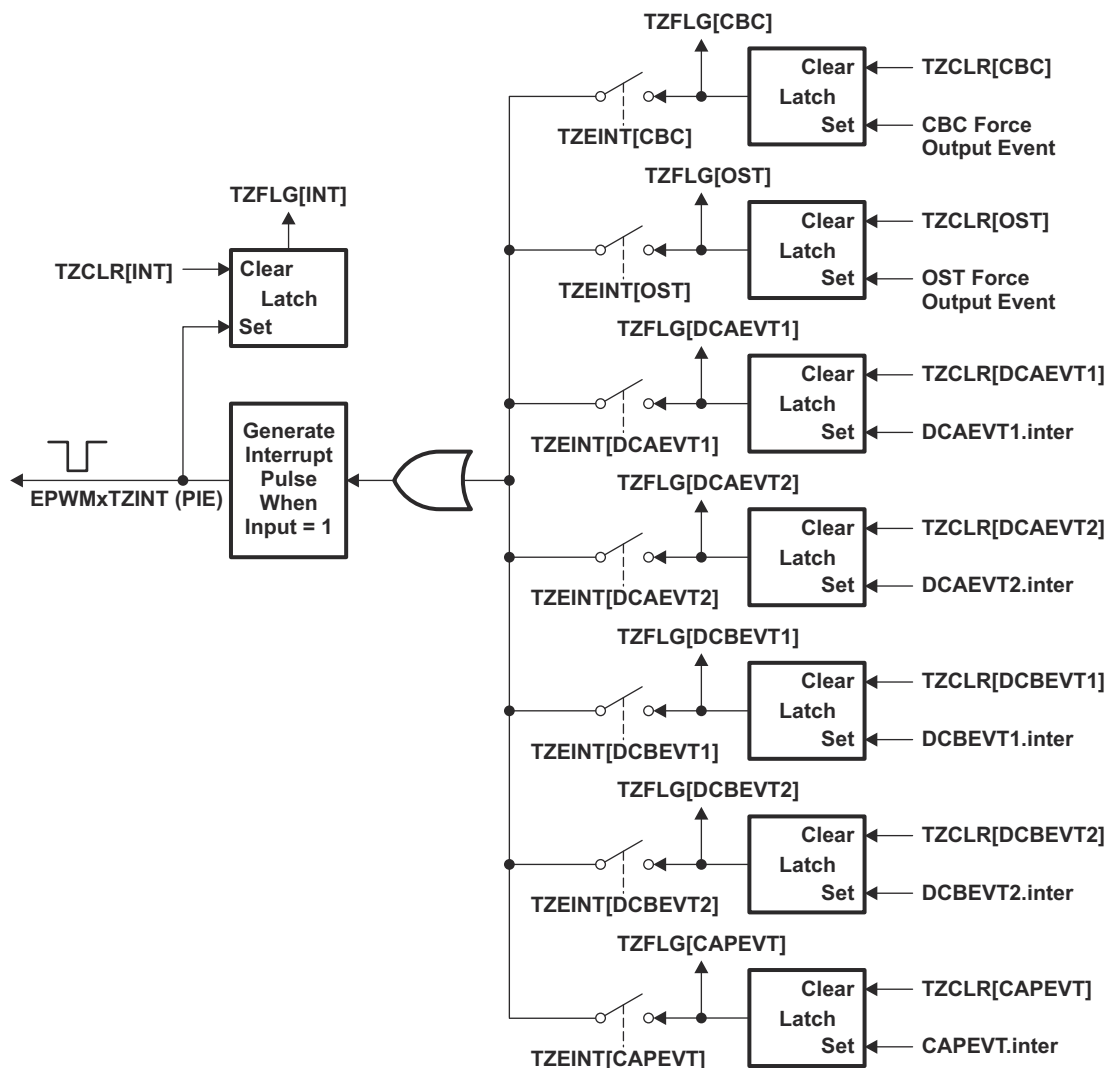 TZFLG[CBC]
Clear
Latch
Set
TZCLR[CBC]
CBC Force
Output Event
TZEINT[CBC]
TZFLG[OST]
Clear
Latch
Set
TZCLR[OST]
OST Force
Output Event
TZEINT[OST]
TZFLG[INT]
TZCLR[INT]
Clear
Latch
Set
TZFLG[DCAEVT1]
Clear
Latch
Set
TZCLR[DCAEVT1]
DCAEVT1.inter
TZEINT[DCAEVT1]
Generate
Interrupt
Pulse
When
Input = 1
EPWMxTZINT (PIE)
TZFLG[DCAEVT2]
Clear
Latch
Set
TZCLR[DCAEVT2]
DCAEVT2.inter
TZEINT[DCAEVT2]
TZFLG[DCBEVT1]
Clear
Latch
Set
TZCLR[DCBEVT1]
DCBEVT1.inter
TZEINT[DCBEVT1]
TZFLG[DCBEVT2]
Clear
Latch
Set
TZCLR[DCBEVT2]
DCBEVT2.inter
TZEINT[DCBEVT2]
TZFLG[CAPEVT]
Clear
Latch
Set
TZCLR[CAPEVT]
CAPEVT.inter
TZEINT[CAPEVT]